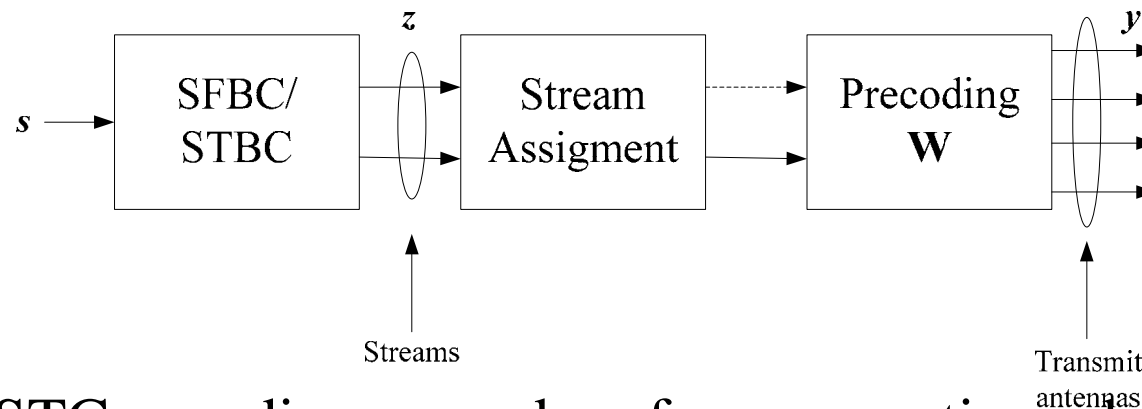 z
y
s
SFBC/
STBC
Stream
Assigment
Precoding
W
Streams
Transmit
antennas